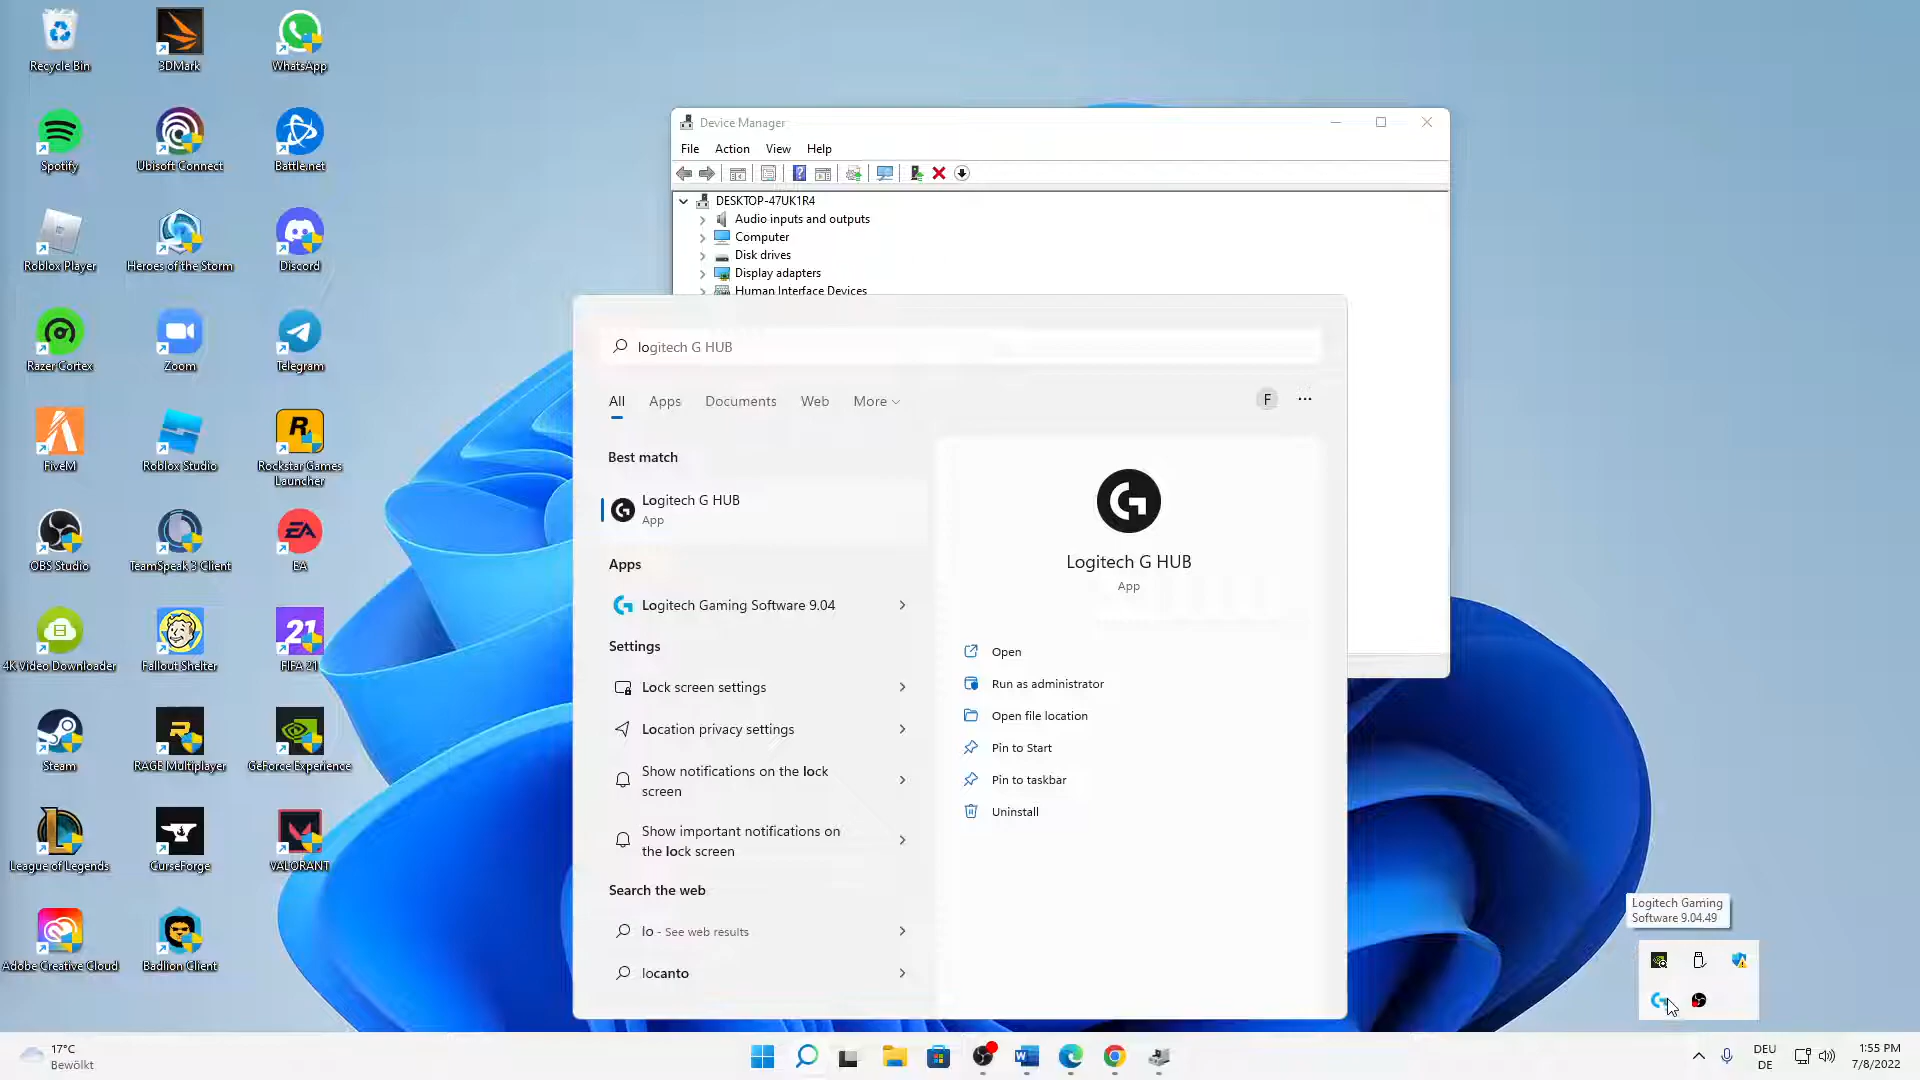 Recycle Bin
3DMark
WhatsApp
Spotify
Ubisoft Connect
Battle.net
Roblox Player
Heroes of the Storm
Discord
Razer Cortex
Zoom
Telegram
FiveM
Roblox Studio
Rockstar Games
Launcher
OBS Studio
TeamSpeak 3 Client
EA
4K Video Downloader
Fallout Shelter
FIFA 21
Steam
RAGE Multiplayer
GeForce Experience
League of Legends
CurseForge
VALORANT
Adobe Creative Cloud
Badlion Client
Device Manager
File Action View Help
DESKTOP-47UK1R4
Audio inputs and outputs
Computer
Disk drives
Display adapters
Human Interface Devices
logitech G HUB
All Apps Documents Web More
F
Best match
Logitech G HUB
App
Apps
Logitech Gaming Software 9.04
Settings
Lock screen settings
Location privacy settings
Show notifications on the lock
screen
Show important notifications on
the lock screen
Search the web
lo - See web results
locanto
Logitech G HUB
App
Open
Run as administrator
Open file location
Pin to Start
Pin to taskbar
Uninstall
Logitech Gaming
Software 9.04.49
17°C
Bewölkt
DEU
DE
1:55 PM
7/8/2022